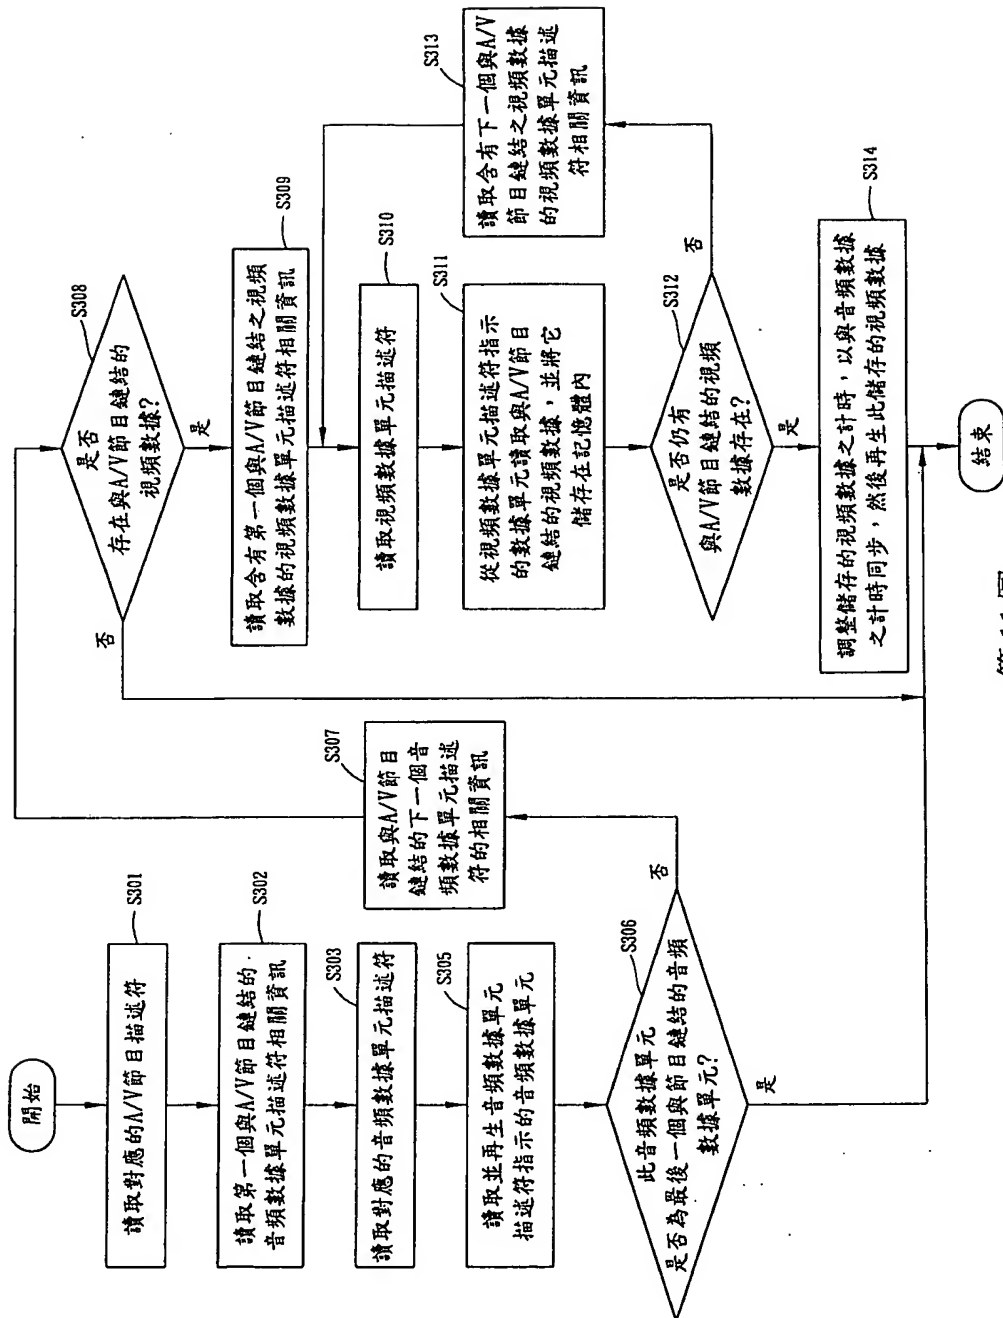 開始
S301
讀取對應的A/V節目描述符
S302
讀取第一個與A/V節目鏈結的
音頻數據單元描述符相關資訊
S303
讀取對應的音頻數據單元描述符
S305
讀取並再生音頻數據單元
描述符指示的音頻數據單元
S306
此音頻數據單元
是否為最後一個與節目鏈結的音頻
數據單元?
否
是
S307
讀取與A/V節目
鏈結的下一個音
頻數據單元描述
符的相關資訊
S308
是否
存在與A/V節目鏈結的
視頻數據?
否
是
S309
讀取含有第一個與A/V節目鏈結之視頻
數據的視頻數據單元描述符相關資訊
S310
讀取視頻數據單元描述符
S311
從視頻數據單元描述符指示
的數據單元讀取與A/V節目
鏈結的視頻數據,並將它
儲存在記憶體內
S312
是否仍有
與A/V節目鏈結的視頻
數據存在?
否
是
S313
讀取含有下一個與A/V
節目鏈結之視頻數據
的視頻數據單元描述
符相關資訊
S314
調整儲存的視頻數據之計時,以與音頻數據
之計時同步,然後再生此儲存的視頻數據
結束